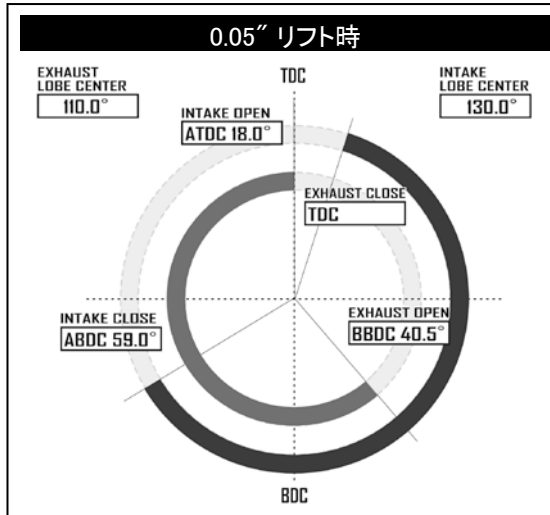 0.05″ リフト時
EXHAUST
LOBE CENTER
110.0°
TDC
INTAKE
LOBE CENTER
130.0°
INTAKE OPEN
ATDC 18.0°
EXHAUST CLOSE
TDC
INTAKE CLOSE
ABDC 59.0°
EXHAUST OPEN
BBDC 40.5°
BDC